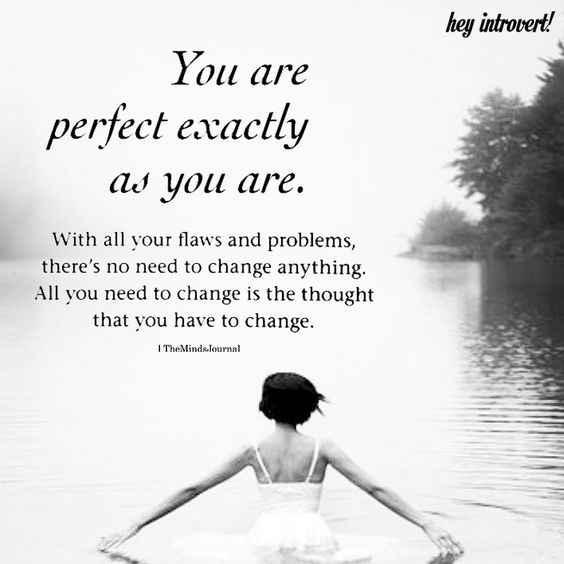 hey introvert!
You are
perfect exactly
as you are.
With all your flaws and problems,
there's no need to change anything.
All you need to change is the thought
that you have to change.
| TheMindsJournal